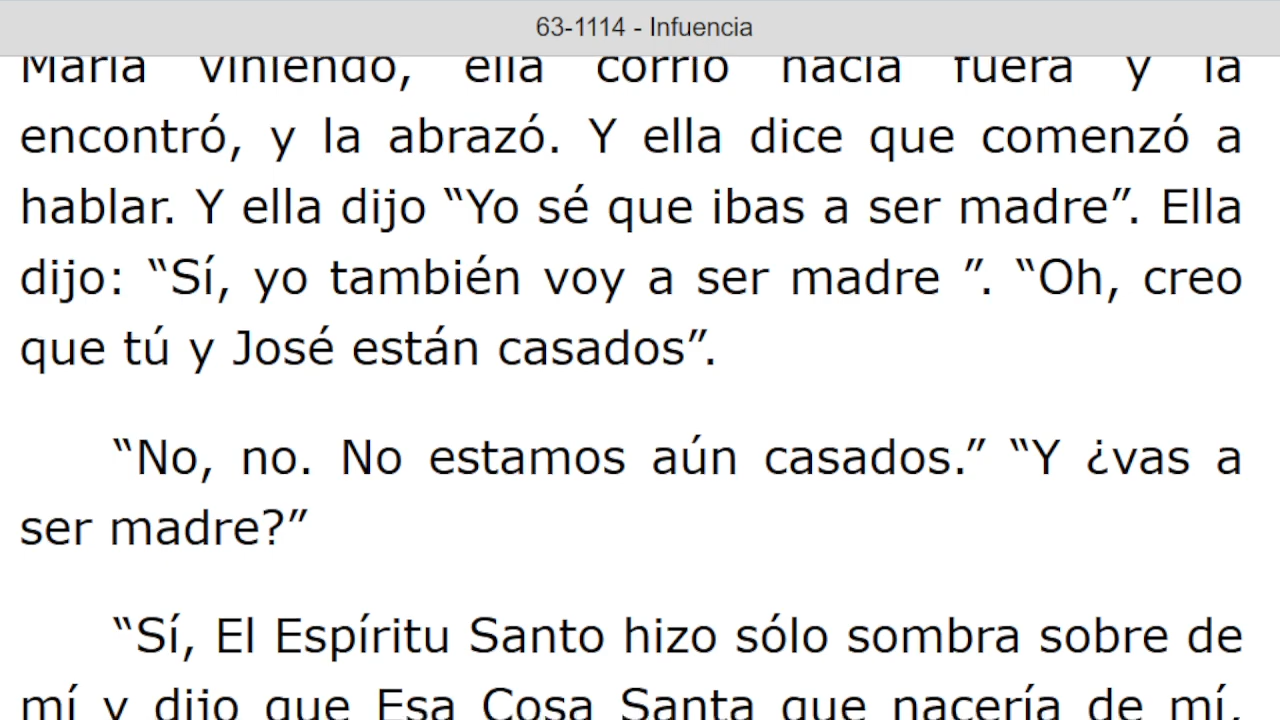 63-1114 - Infuencia
María viniendo, ella corrió hacia fuera y la
encontró, y la abrazó. Y ella dice que comenzó a
hablar. Y ella dijo “Yo sé que ibas a ser madre”. Ella
dijo: “Sí, yo también voy a ser madre ”. “Oh, creo
que tú y José están casados”.
“No, no. No estamos aún casados.” “Y ¿vas a
ser madre?”
“Sí, El Espíritu Santo hizo sólo sombra sobre de
mí y dijo que Esa Cosa Santa que nacería de mí,